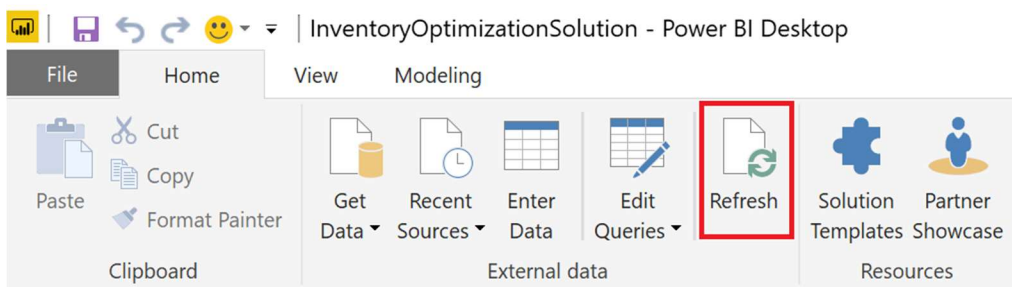 InventoryOptimizationSolution - Power BI Desktop
File Home View Modeling
Cut
Copy
Format Painter
Paste
Get Data
Recent Sources
Enter Data
Edit Queries
Refresh
Solution Templates
Partner Showcase
Clipboard External data Resources